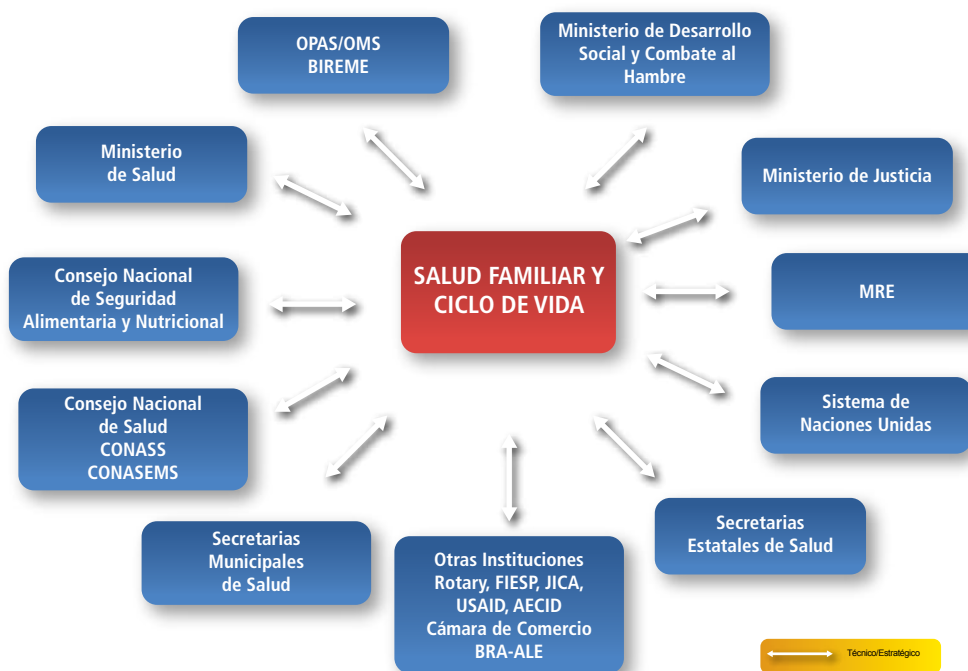 OPAS/OMS
BIREME
Ministerio de Desarrollo
Social y Combate al
Hambre
Ministerio
de Salud
Ministerio de Justicia
SALUD FAMILIAR Y
CICLO DE VIDA
Consejo Nacional
de Seguridad
Alimentaria y Nutricional
MRE
Consejo Nacional
de Salud
CONASS
CONASEMS
Sistema de
Naciones Unidas
Secretarias
Municipales
de Salud
Otras Instituciones
Rotary, FIESP, JICA,
USAID, AECID
Cámara de Comercio
BRA-ALE
Secretarias
Estatales de Salud
Técnico/Estratégico